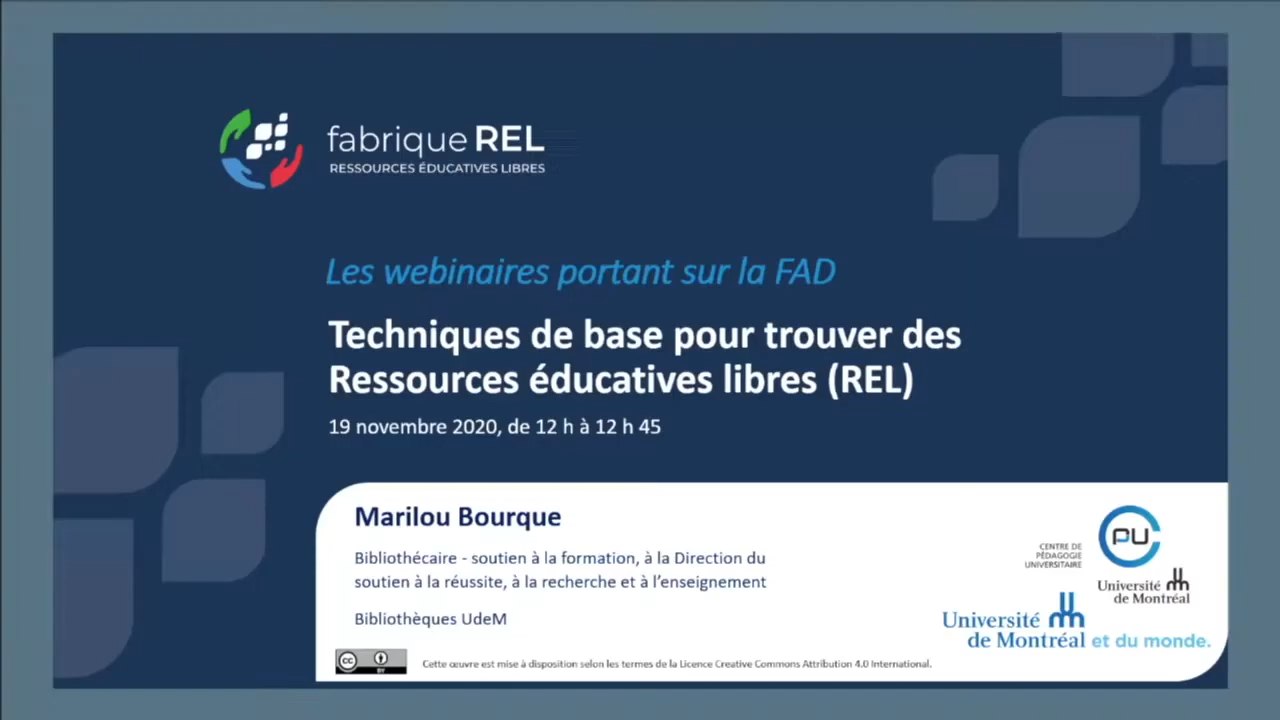 fabrique REL
RESSOURCES ÉDUCATIVES LIBRES
Les webinaires portant sur la FAD
Techniques de base pour trouver des
Ressources éducatives libres (REL)
19 novembre 2020, de 12 h à 12 h 45
Marilou Bourque
Bibliothécaire - soutien à la formation, à la Direction du
soutien à la réussite, à la recherche et à l’enseignement
Bibliothèques UdeM
CENTRE DE
PÉDAGOGIE
UNIVERSITAIRE
CPU
Université
de Montréal
Université
de Montréal et du monde.
cc
BY
Cette œuvre est mise à disposition selon les termes de la Licence Creative Commons Attribution 4.0 International.